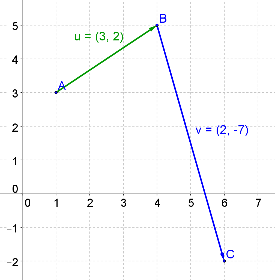 5
B
u = (3, 2)
4
A
3
2
v = (2, -7)
1
0
0 1 2 3 4 5 6 7
-1
C
-2